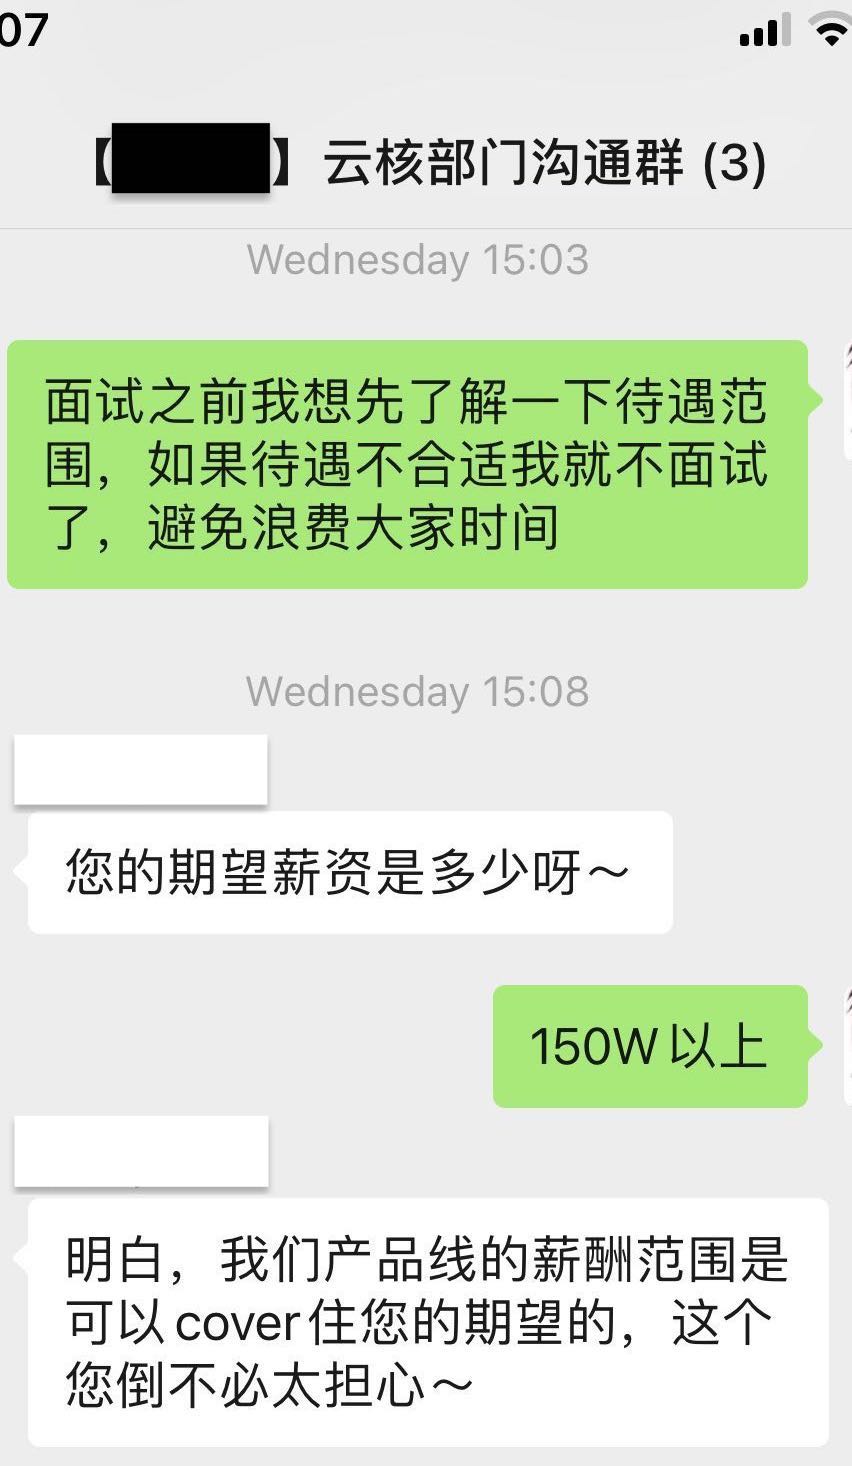 07
【】云核部门沟通群 (3)
Wednesday 15:03
面试之前我想先了解一下待遇范
围，如果待遇不合适我就不面试
了，避免浪费大家时间
Wednesday 15:08
您的期望薪资是多少呀～
150W以上
明白，我们产品线的薪酬范围是
可以cover住您的期望的，这个
您倒不必太担心～